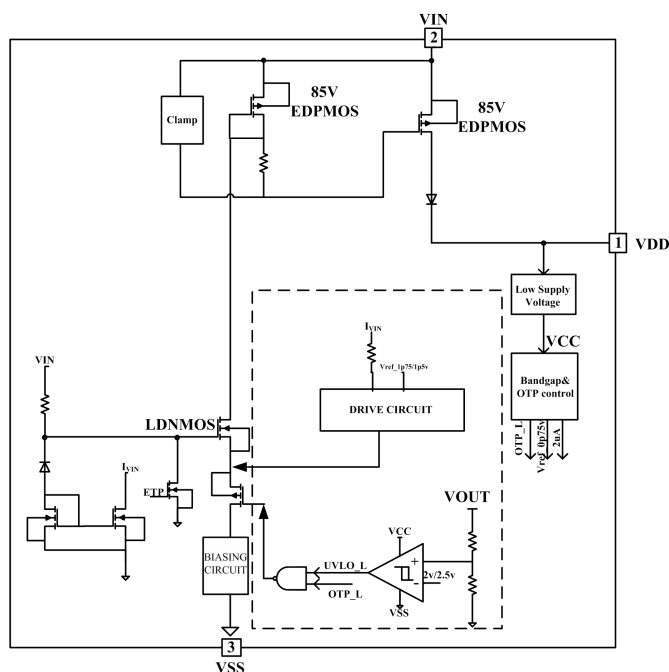 VIN
2
85V
EDPMOS
85V
EDPMOS
Clamp
1
VDD
Low Supply
Voltage
VCC
Bandgap&
OTP control
OTP_L
Vref_0p75v
2uA
IVIN
Vref_1p75/1p5v
DRIVE CIRCUIT
VIN
LDNMOS
IVIN
ETP
BIASING
CIRCUIT
VOUT
VCC
+
-
2v/2.5v
UVLO_L
OTP_L
VSS
3
VSS